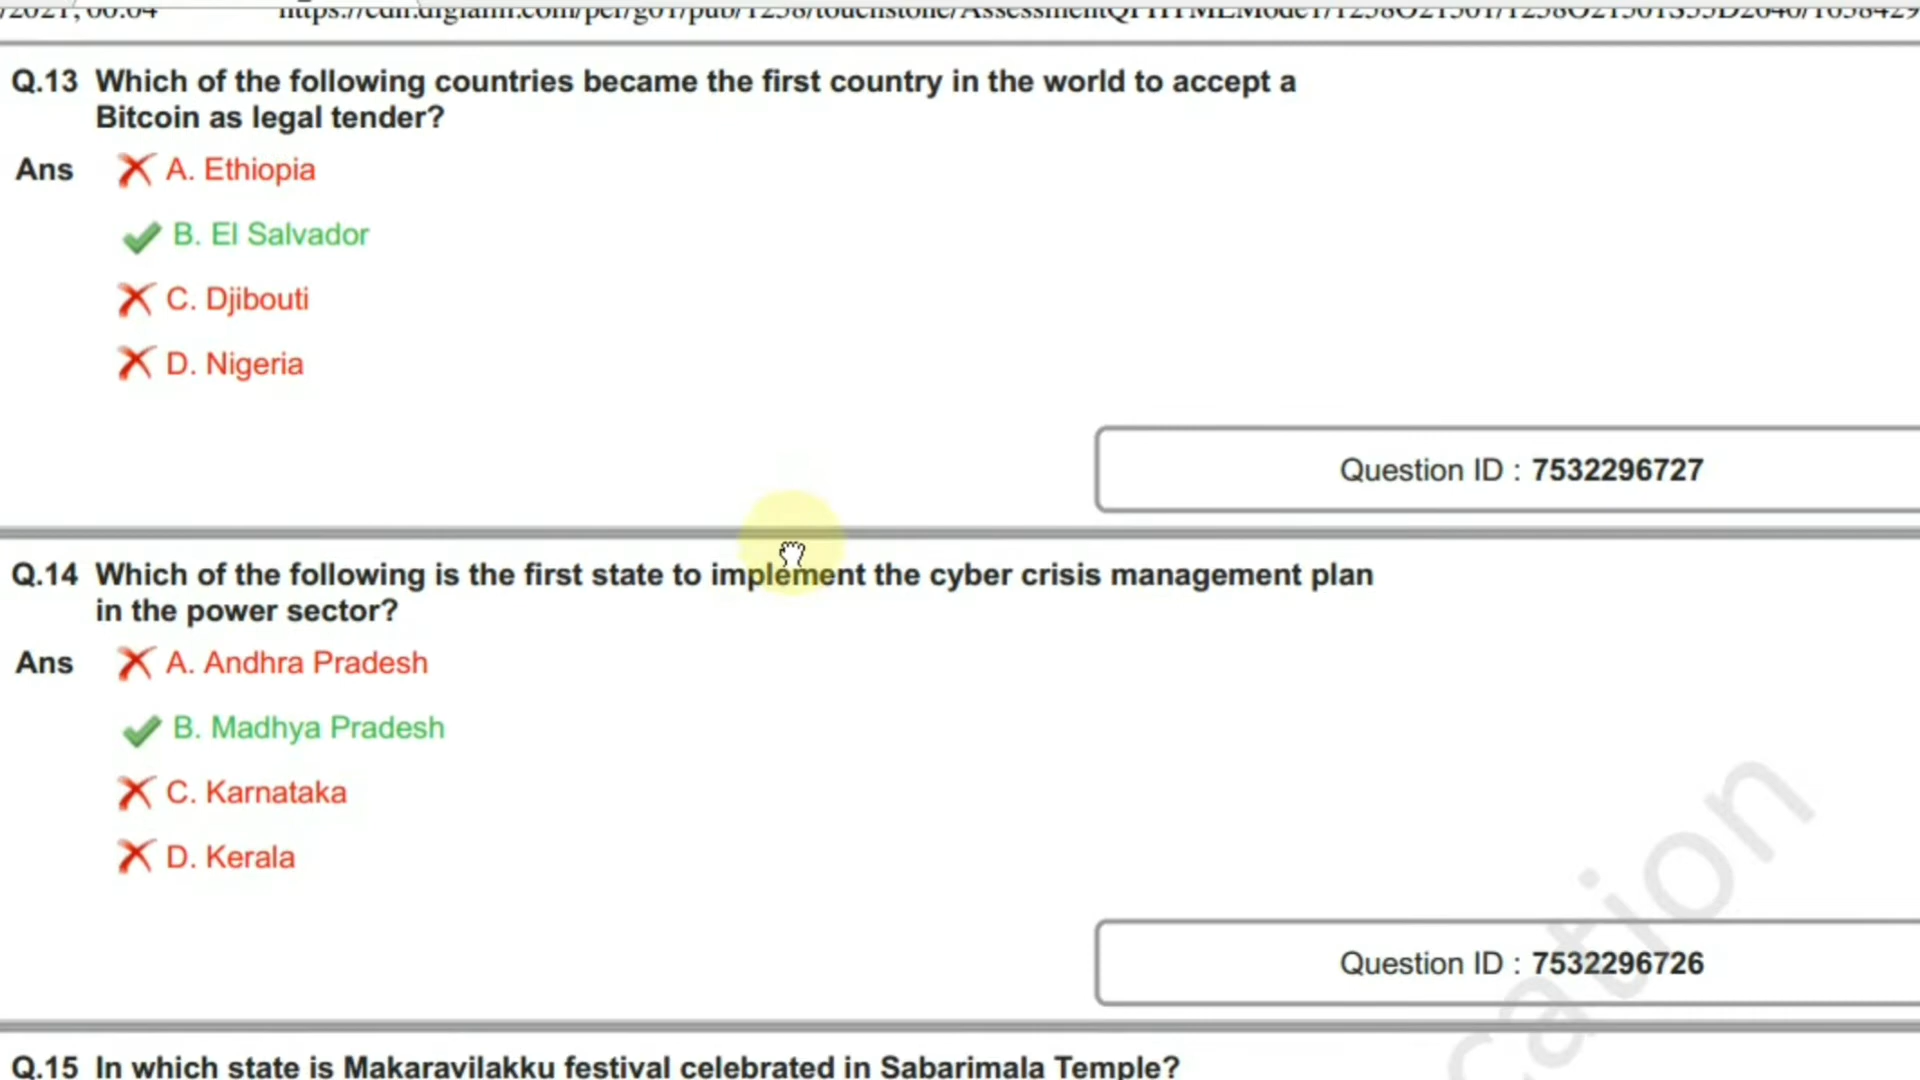 Q.13 Which of the following countries became the first country in the world to accept a
Bitcoin as legal tender?
Ans A. Ethiopia
B. El Salvador
C. Djibouti
D. Nigeria
Question ID : 7532296727
Q.14 Which of the following is the first state to implement the cyber crisis management plan
in the power sector?
Ans A. Andhra Pradesh
B. Madhya Pradesh
C. Karnataka
D. Kerala
Question ID : 7532296726
Q.15 In which state is Makaravilakku festival celebrated in Sabarimala Temple?